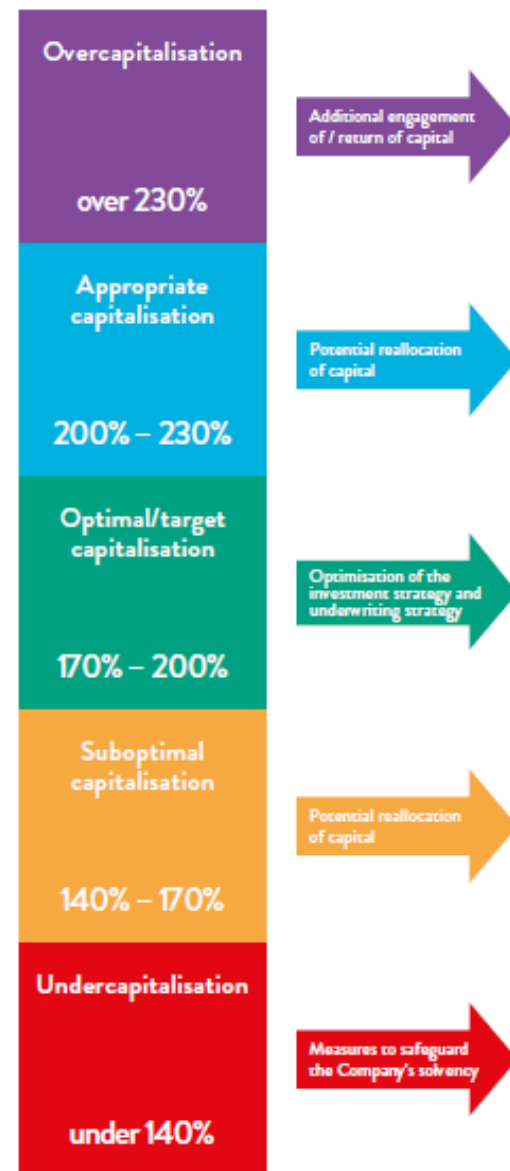 Overcapitalisation
over 230%
Additional engagement
of / return of capital
Appropriate
capitalisation
200% – 230%
Potential reallocation
of capital
Optimal/target
capitalisation
170% – 200%
Optimisation of the
investment strategy and
underwriting strategy
Suboptimal
capitalisation
140% – 170%
Potential reallocation
of capital
Undercapitalisation
under 140%
Measures to safeguard
the Company's solvency